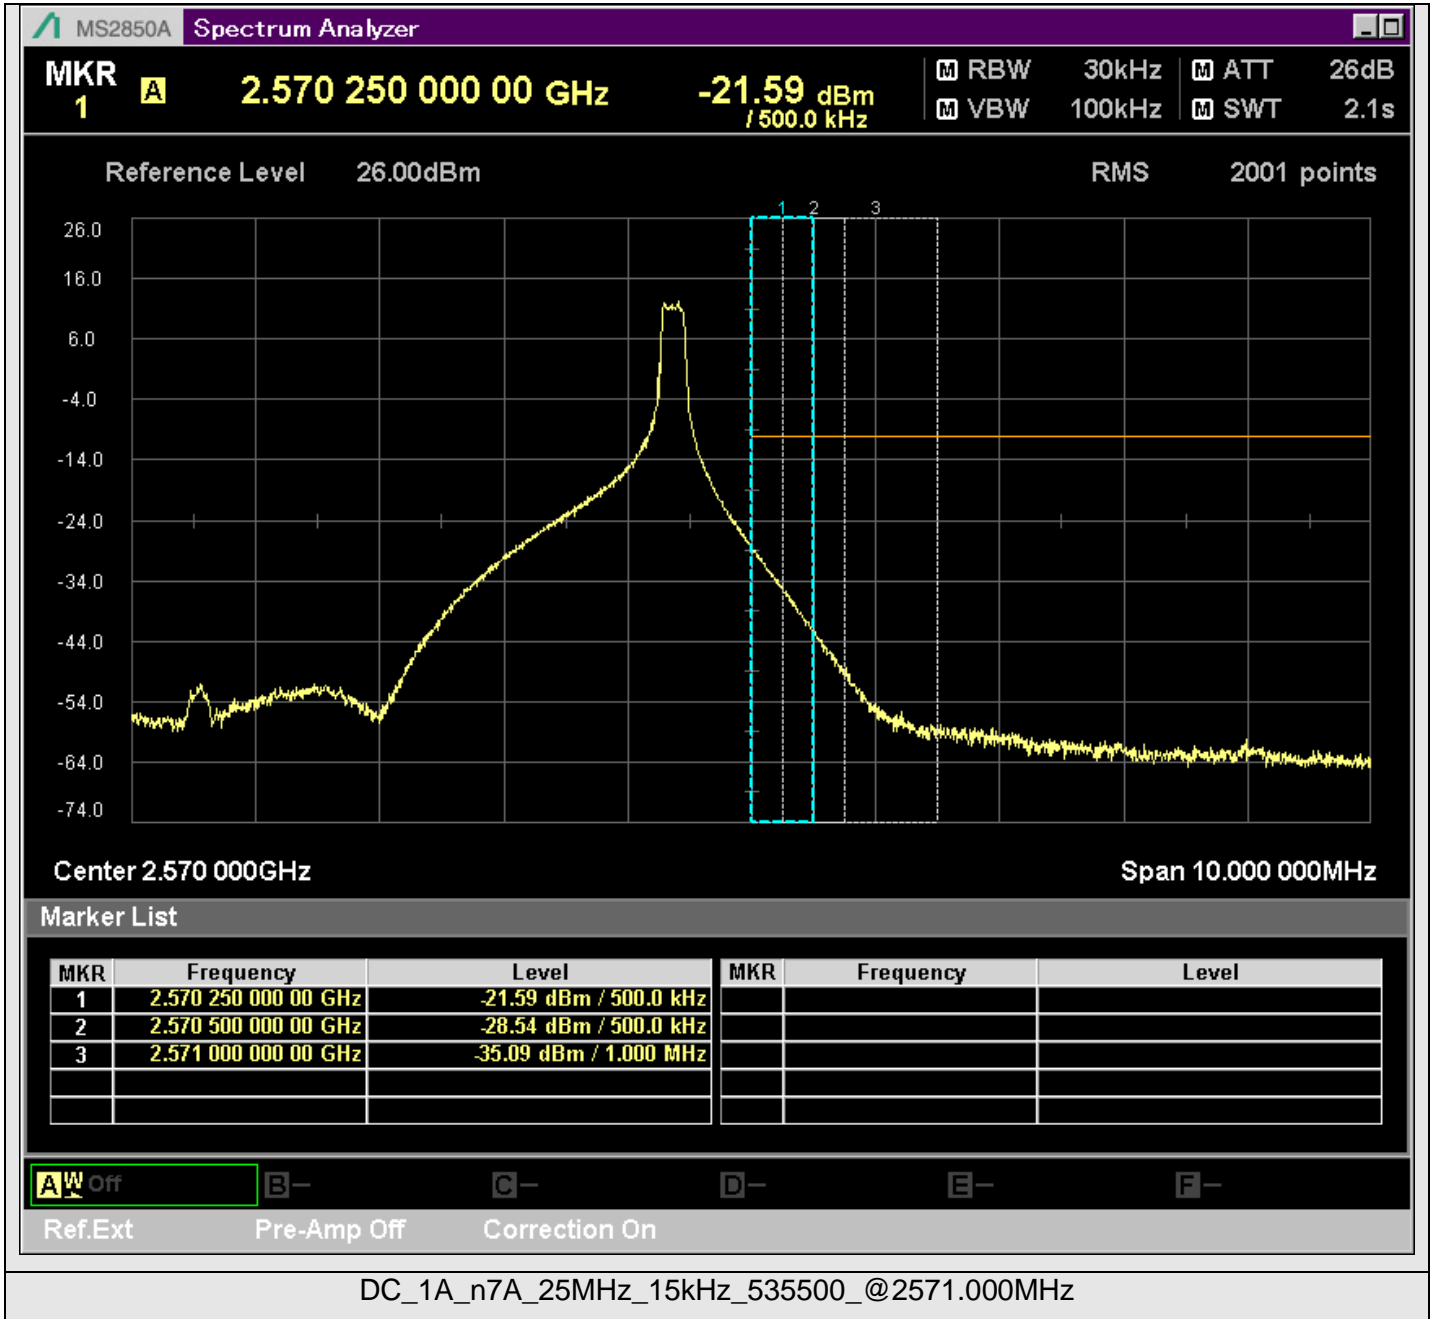 MS2850A Spectrum Analyzer
MKR 1 A 2.570 250 000 00 GHz -21.59 dBm / 500.0 kHz
M RBW 30kHz M ATT 26dB
M VBW 100kHz M SWT 2.1s
Reference Level 26.00dBm RMS 2001 points
1 2 3
26.0
16.0
6.0
-4.0
-14.0
-24.0
-34.0
-44.0
-54.0
-64.0
-74.0
Center 2.570 000GHz Span 10.000 000MHz
Marker List
MKR Frequency Level MKR Frequency Level
1 2.570 250 000 00 GHz -21.59 dBm / 500.0 kHz
2 2.570 500 000 00 GHz -28.54 dBm / 500.0 kHz
3 2.571 000 000 00 GHz -35.09 dBm / 1.000 MHz
A W Off B — C — D — E — F —
Ref.Ext Pre-Amp Off Correction On
DC_1A_n7A_25MHz_15kHz_535500_@2571.000MHz